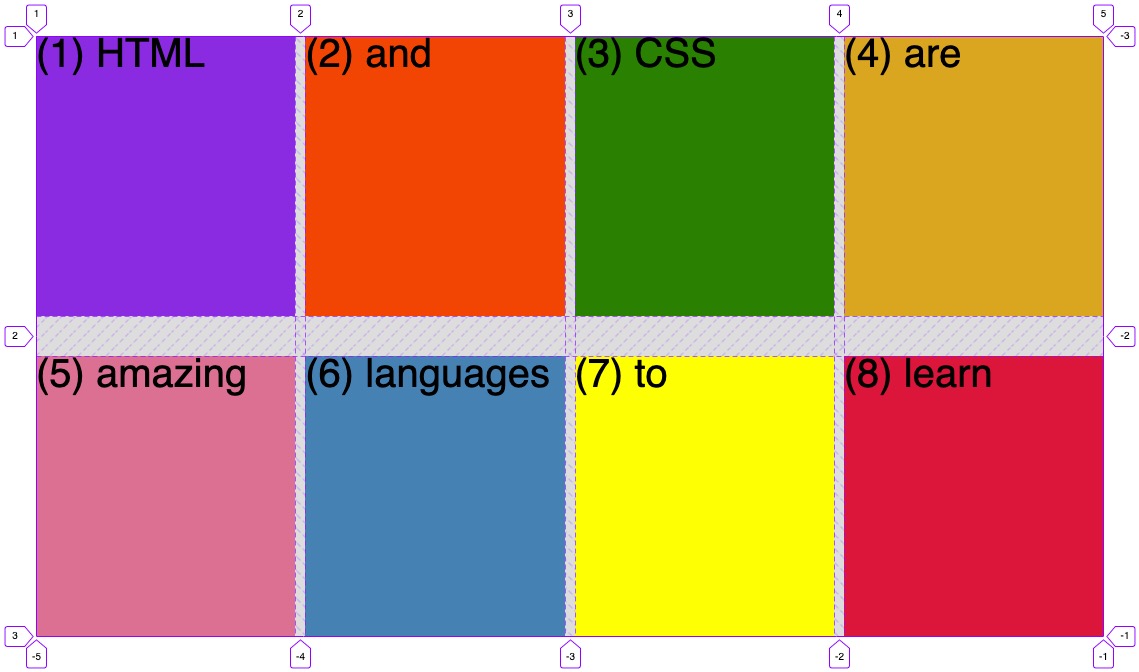 1 2 3 4 5
1 -3
(1) HTML (2) and (3) CSS (4) are
2 -2
(5) amazing (6) languages (7) to (8) learn
3 -1
-5 -4 -3 -2 -1